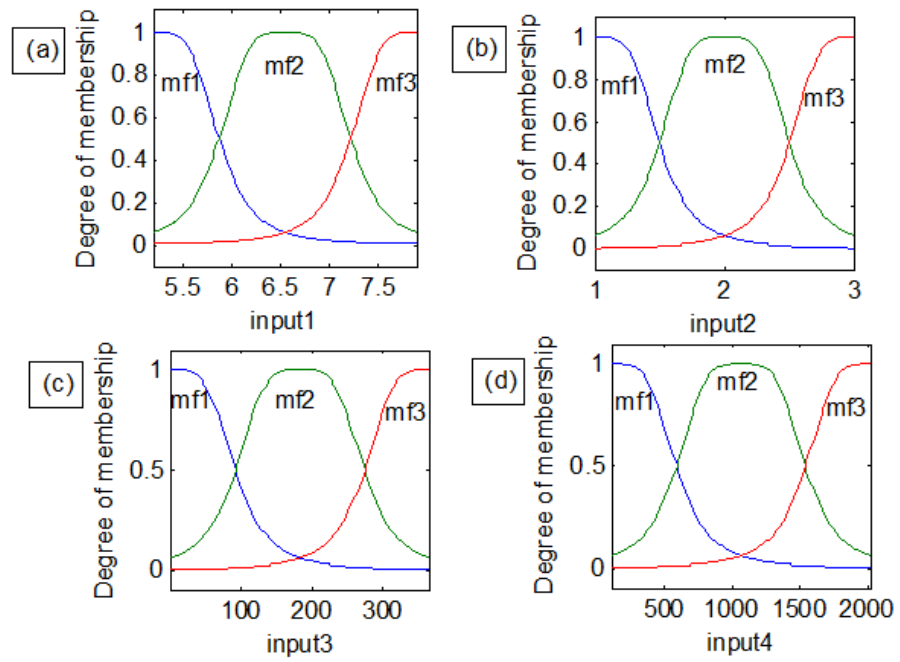 (a)
Degree of membership
1
0.8
0.6
0.4
0.2
0
mf1
mf2
mf3
5.5 6 6.5 7 7.5
input1
(b)
Degree of membership
1
0.8
0.6
0.4
0.2
0
mf1
mf2
mf3
1 2 3
input2
(c)
Degree of membership
1
0.5
0
mf1
mf2
mf3
100 200 300
input3
(d)
Degree of membership
1
0.5
0
mf1
mf2
mf3
500 1000 1500 2000
input4